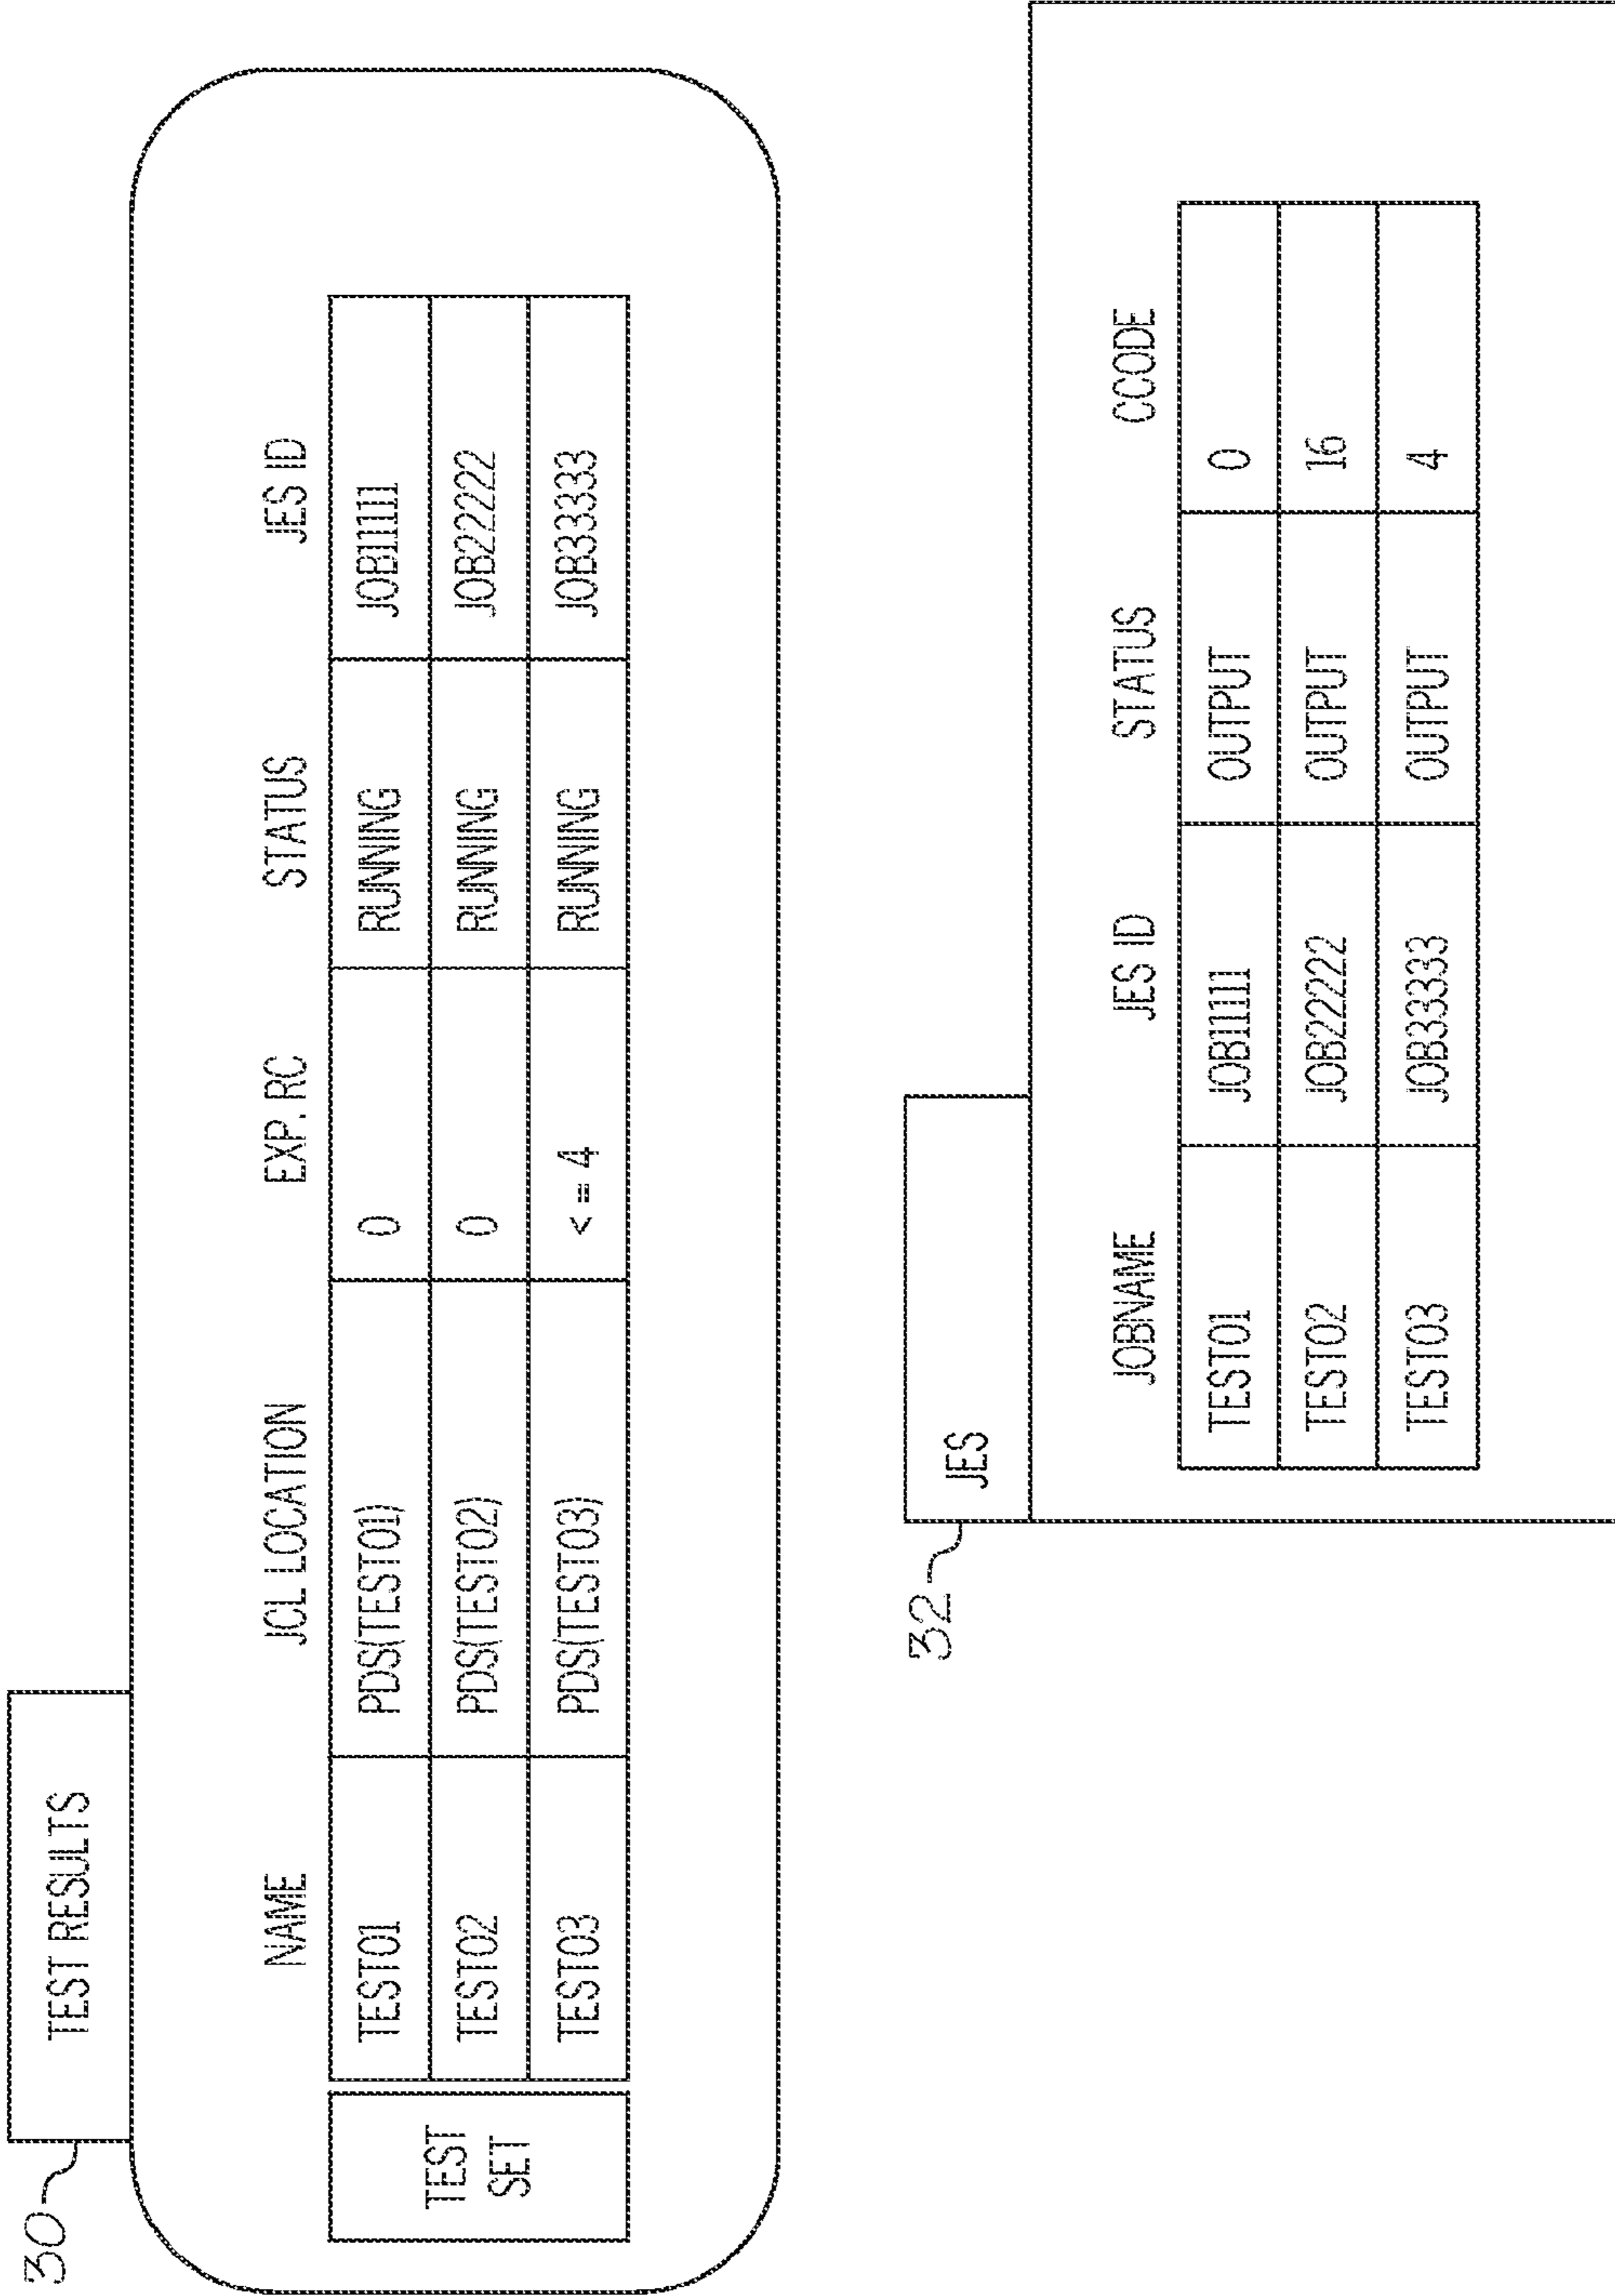 30
TEST RESULTS
NAME JCL LOCATION EXP. RC STATUS JES ID
TEST SET
TEST01 PDS(TEST01) 0 RUNNING JOB11111
TEST02 PDS(TEST02) 0 RUNNING JOB22222
TEST03 PDS(TEST03) < = 4 RUNNING JOB33333
32
JES
JOBNAME JES ID STATUS CCODE
TEST01 JOB11111 OUTPUT 0
TEST02 JOB22222 OUTPUT 16
TEST03 JOB33333 OUTPUT 4